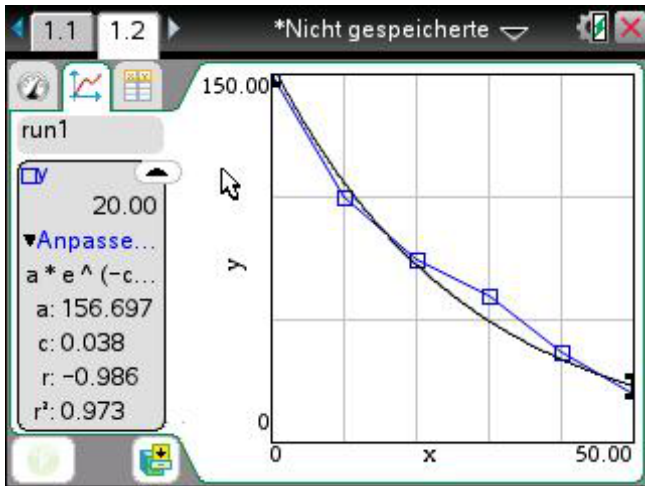 1.1 1.2 *Nicht gespeicherte
run1
y
20.00
▾Anpasse...
a * e ^ (-c...
a: 156.697
c: 0.038
r: -0.986
r²: 0.973
150.00
y
0
0 x 50.00